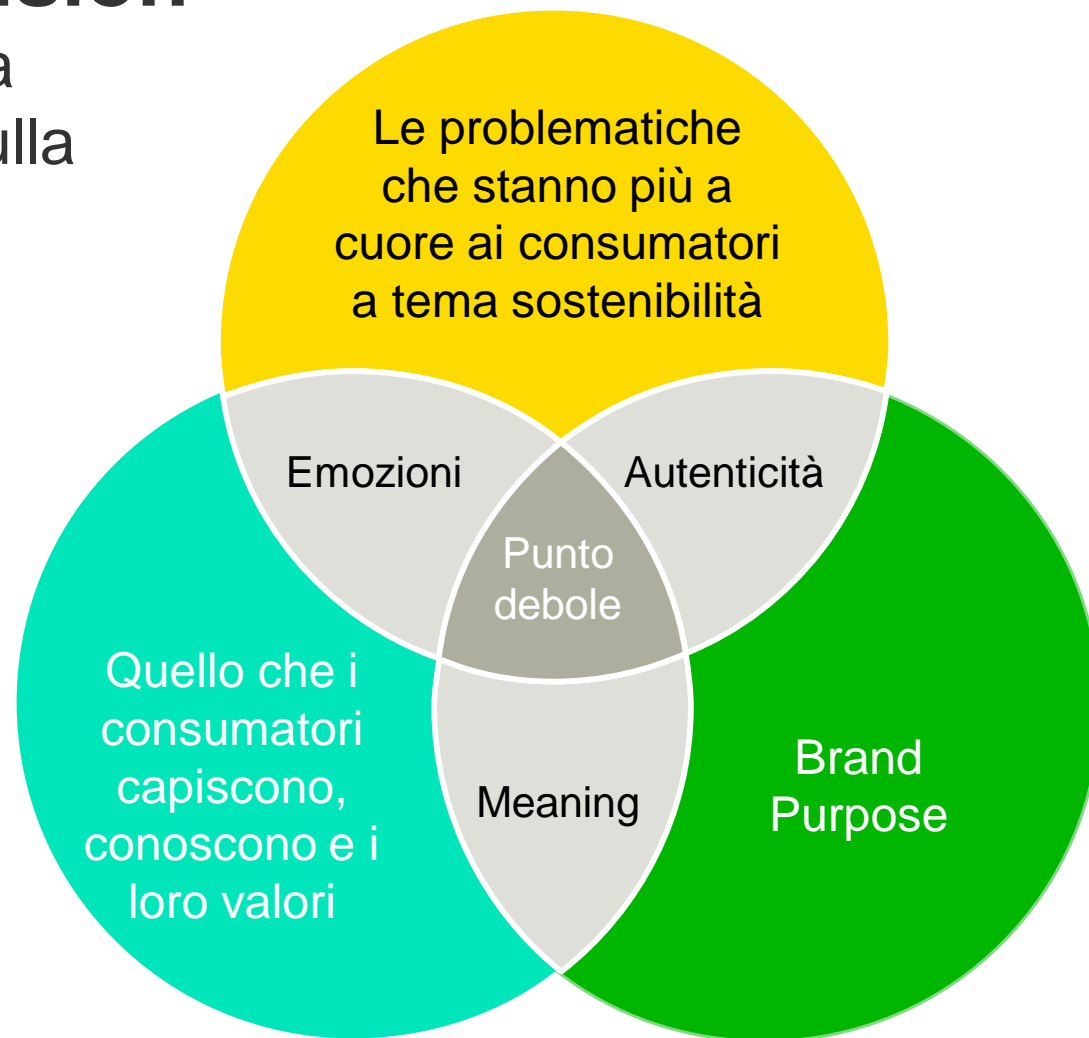 a
Le problematiche
che stanno più a
cuore ai consumatori
a tema sostenibilità
Emozioni
Autenticità
Punto
debole
Quello che i
consumatori
capiscono,
conoscono e i
loro valori
Meaning
Brand
Purpose